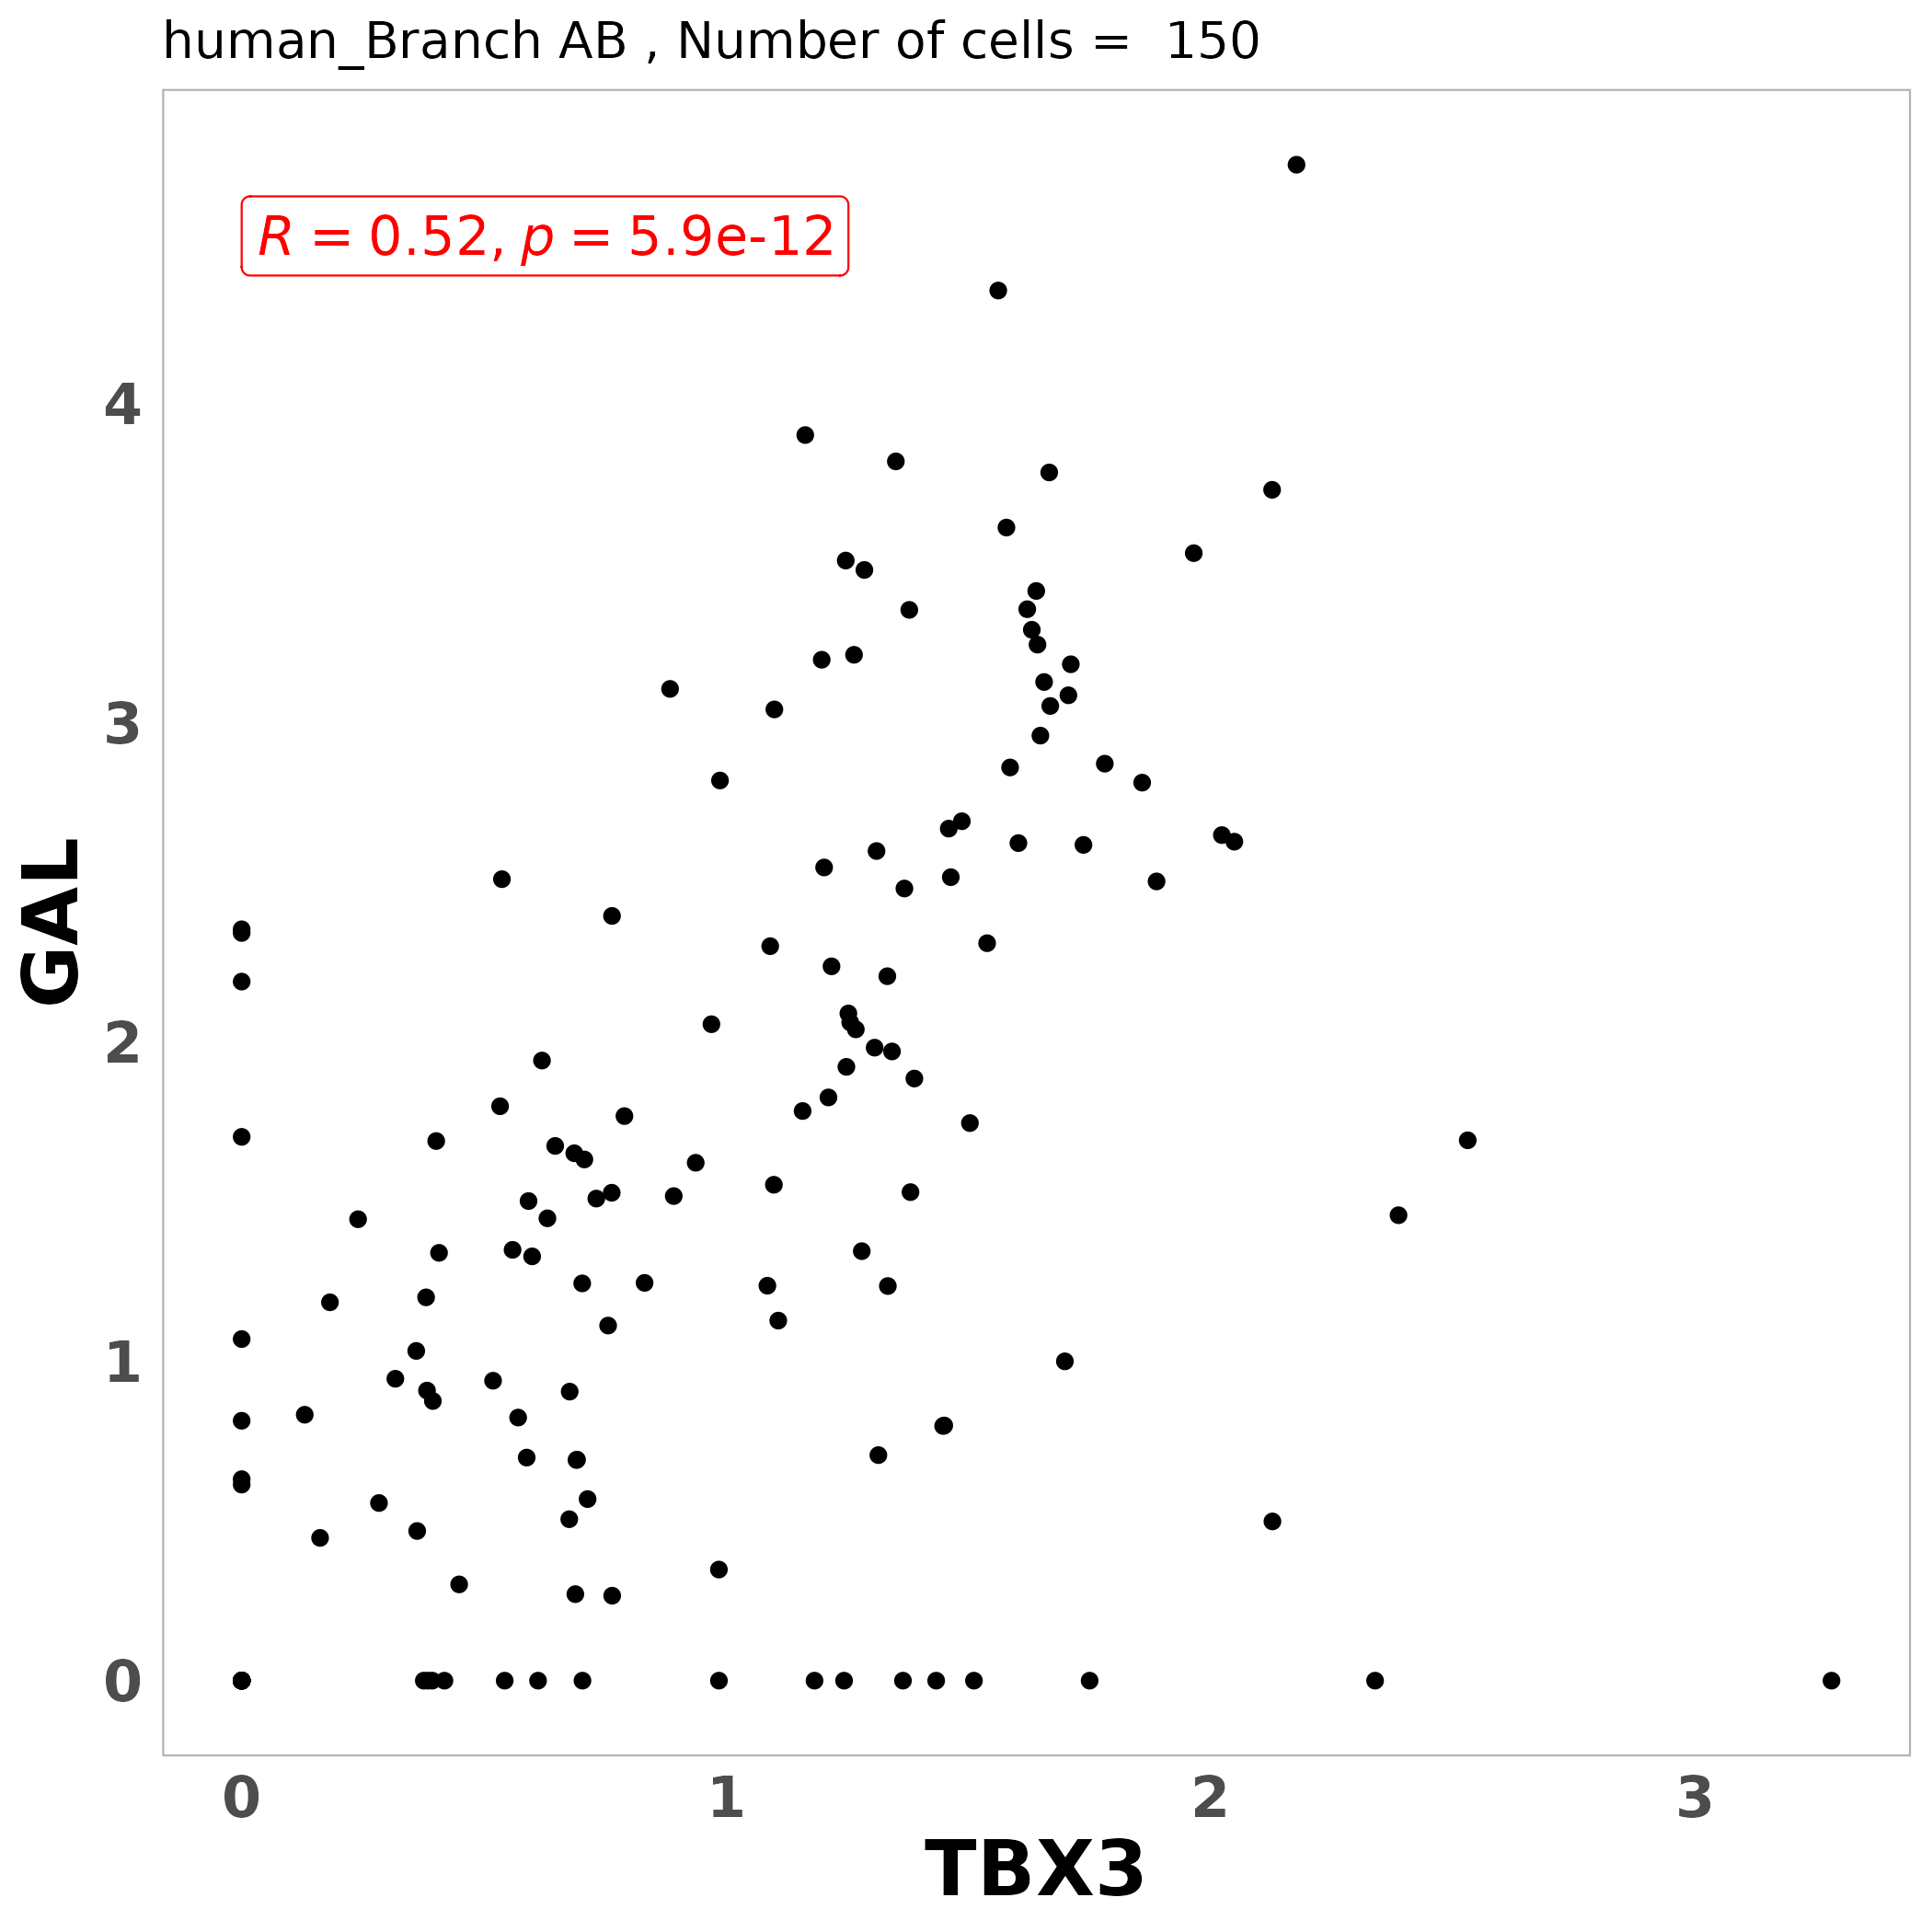 human_Branch AB , Number of cells =  150
R = 0.52, p = 5.9e-12
4
3
2
1
0
GAL
0 1 2 3
TBX3